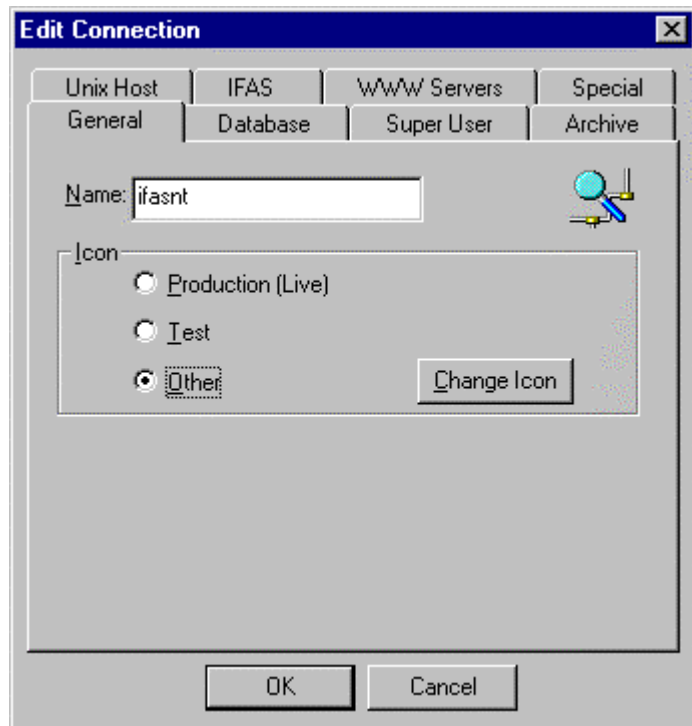 Edit Connection
Unix Host IFAS WWW Servers Special
General Database Super User Archive
Name: ifasnt
Icon
Production (Live)
Test
Other
Change Icon
OK Cancel